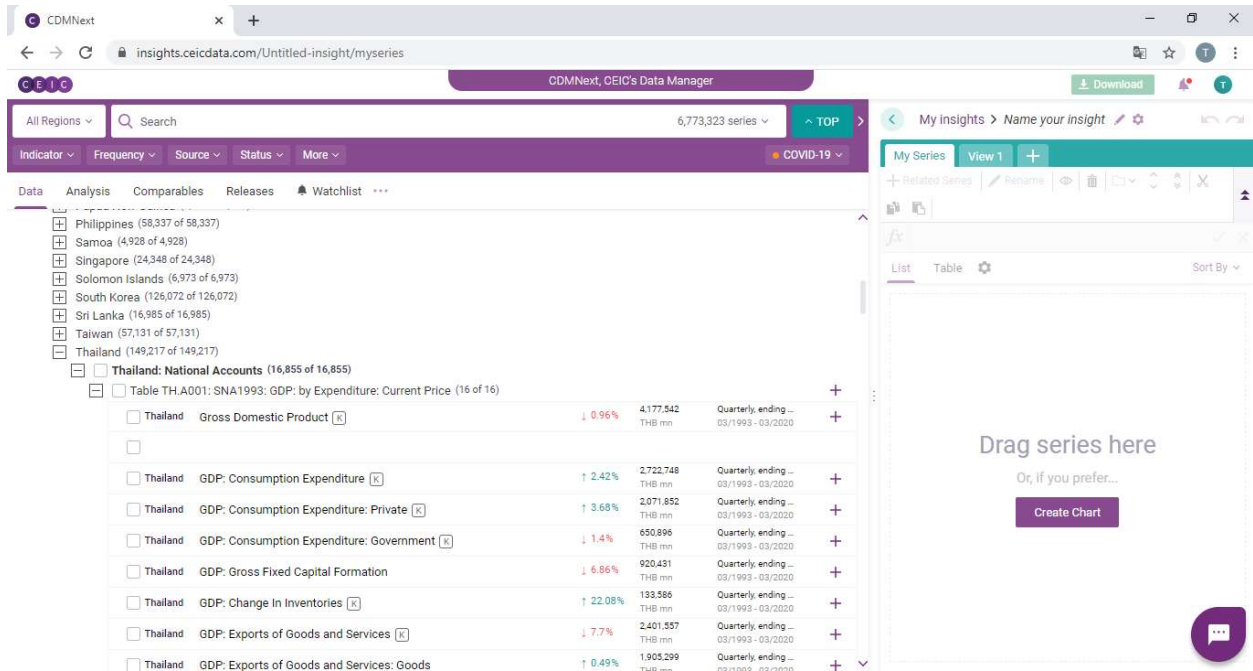 CDMNext
insights.ceicdata.com/Untitled-insight/myseries
T
CEIC
CDMNext, CEIC's Data Manager
Download
T
All Regions
Search
6,773,323 series
TOP
My insights > Name your insight
Indicator
Frequency
Source
Status
More
COVID-19
My Series
View 1
Data
Analysis
Comparables
Releases
Watchlist
Related Series
Rename
Philippines (58,337 of 58,337)
Samoa (4,928 of 4,928)
Singapore (24,348 of 24,348)
Solomon Islands (6,973 of 6,973)
South Korea (126,072 of 126,072)
Sri Lanka (16,985 of 16,985)
Taiwan (57,131 of 57,131)
Thailand (149,217 of 149,217)
Thailand: National Accounts (16,855 of 16,855)
Table TH.A001: SNA1993: GDP: by Expenditure: Current Price (16 of 16)
Thailand Gross Domestic Product K ↓ 0.96% 4,177,542 Quarterly, ending ...
THB mn 03/1993 - 03/2020
Thailand GDP: Consumption Expenditure K ↑ 2.42% 2,722,748 Quarterly, ending ...
THB mn 03/1993 - 03/2020
Thailand GDP: Consumption Expenditure: Private K ↑ 3.68% 2,071,852 Quarterly, ending ...
THB mn 03/1993 - 03/2020
Thailand GDP: Consumption Expenditure: Government K ↓ 1.4% 650,896 Quarterly, ending ...
THB mn 03/1993 - 03/2020
Thailand GDP: Gross Fixed Capital Formation ↓ 6.86% 920,431 Quarterly, ending ...
THB mn 03/1993 - 03/2020
Thailand GDP: Change In Inventories K ↑ 22.08% 133,586 Quarterly, ending ...
THB mn 03/1993 - 03/2020
Thailand GDP: Exports of Goods and Services K ↓ 7.7% 2,401,557 Quarterly, ending ...
THB mn 03/1993 - 03/2020
Thailand GDP: Exports of Goods and Services: Goods ↑ 0.49% 1,905,299 Quarterly, ending ...
fx
List
Table
Sort By
Drag series here
Or, if you prefer...
Create Chart